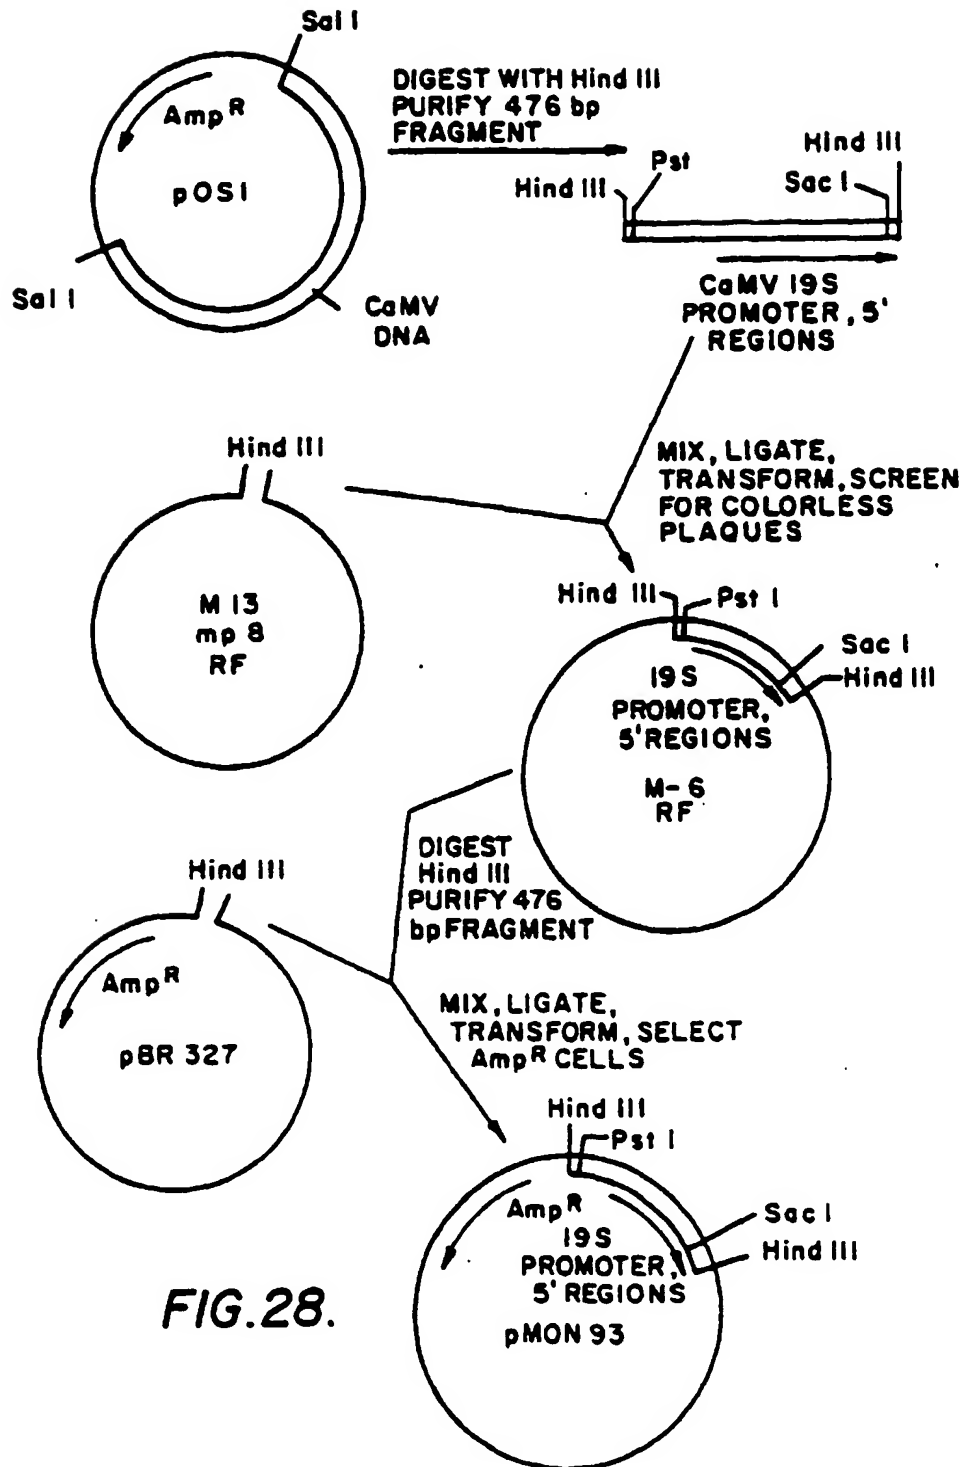 Sal I
Amp R
pOS1
Sal I
CaMV
DNA
DIGEST WITH Hind III
PURIFY 476 bp
FRAGMENT
Hind III
Pst
Sac I
Hind III
CaMV 19S
PROMOTER, 5'
REGIONS
Hind III
M 13
mp 8
RF
MIX, LIGATE,
TRANSFORM, SCREEN
FOR COLORLESS
PLAQUES
Hind III
Pst I
Sac I
Hind III
19S
PROMOTER,
5' REGIONS
M-6
RF
DIGEST
Hind III
PURIFY 476
bp FRAGMENT
Hind III
Amp R
pBR 327
MIX, LIGATE,
TRANSFORM, SELECT
Amp R CELLS
Hind III
Pst I
Amp R
19S
PROMOTER,
5' REGIONS
pMON 93
Sac I
Hind III
FIG.28.